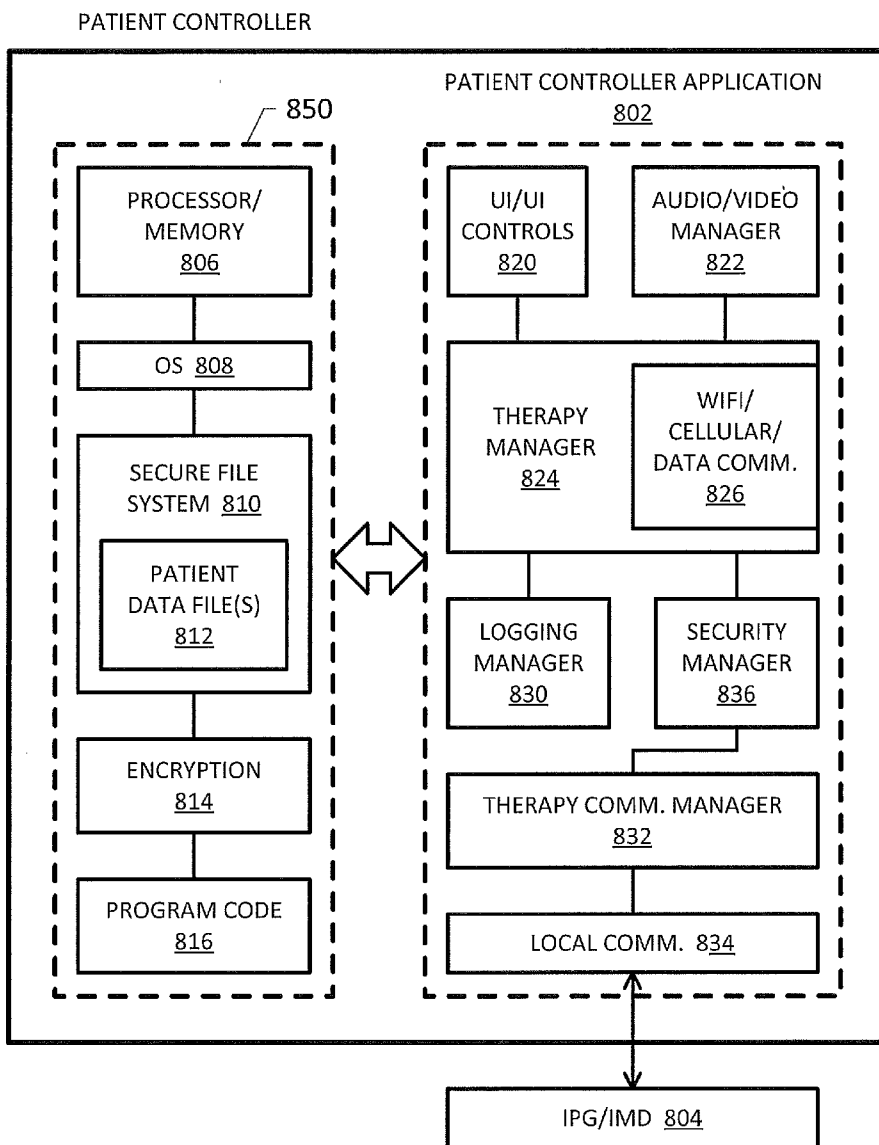 PATIENT CONTROLLER
850
PROCESSOR/
MEMORY
806
OS 808
SECURE FILE
SYSTEM 810
PATIENT
DATA FILE(S)
812
ENCRYPTION
814
PROGRAM CODE
816
PATIENT CONTROLLER APPLICATION
802
UI/UI
CONTROLS
820
AUDIO/VIDEO
MANAGER
822
THERAPY
MANAGER
824
WIFI/
CELLULAR/
DATA COMM.
826
LOGGING
MANAGER
830
SECURITY
MANAGER
836
THERAPY COMM. MANAGER
832
LOCAL COMM. 834
IPG/IMD 804